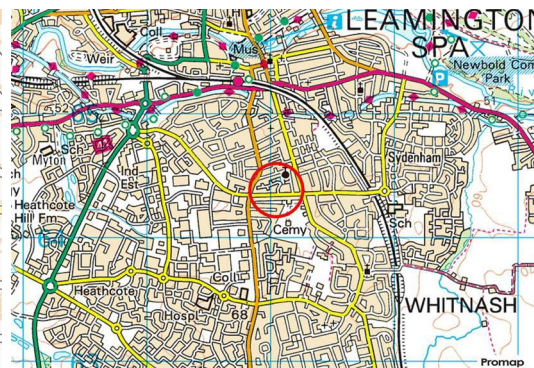 LEAMINGTON
SPA
Coll
Mus
Weir
Newbold Com
Park
P
52
65
Sch
Myton
Sydenham
Ind
Est
Heathcote
Hill Fm
Cemy
Sch
Coll
Heathcote
Hospl
68
WHITNASH
Promap